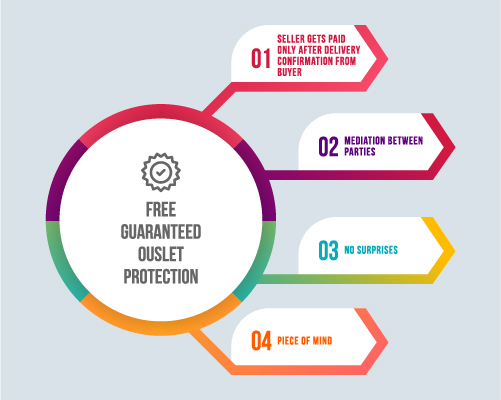 FREE
GUARANTEED
OUSLET
PROTECTION
01
SELLER GETS PAID
ONLY AFTER DELIVERY
CONFIRMATION FROM
BUYER
02
MEDIATION BETWEEN
PARTIES
03
NO SURPRISES
04
PIECE OF MIND